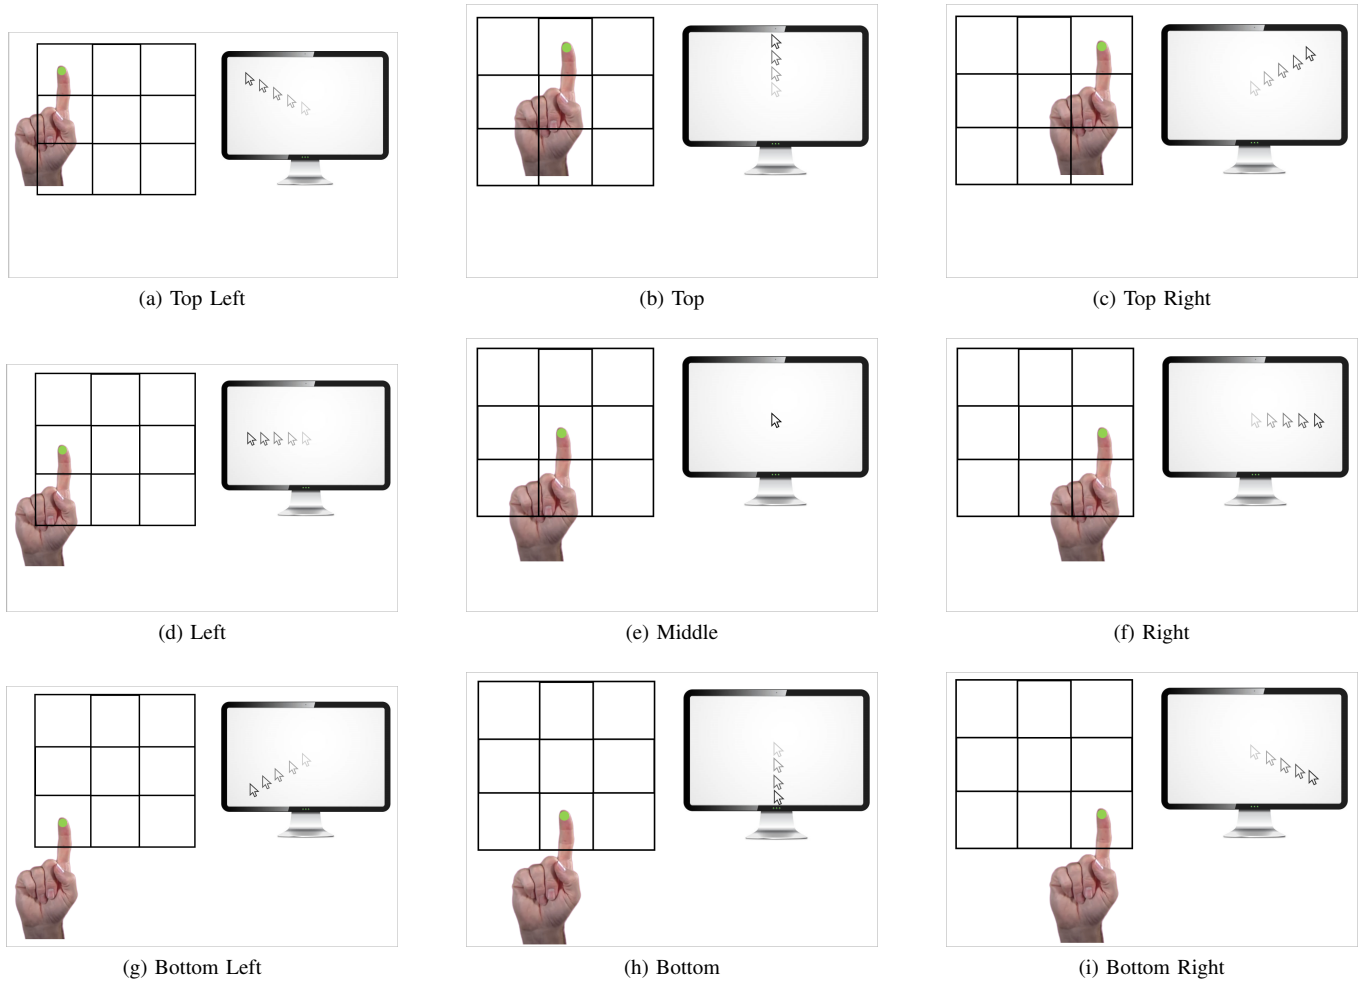 (a) Top Left
(b) Top
(c) Top Right
(d) Left
(e) Middle
(f) Right
(g) Bottom Left
(h) Bottom
(i) Bottom Right